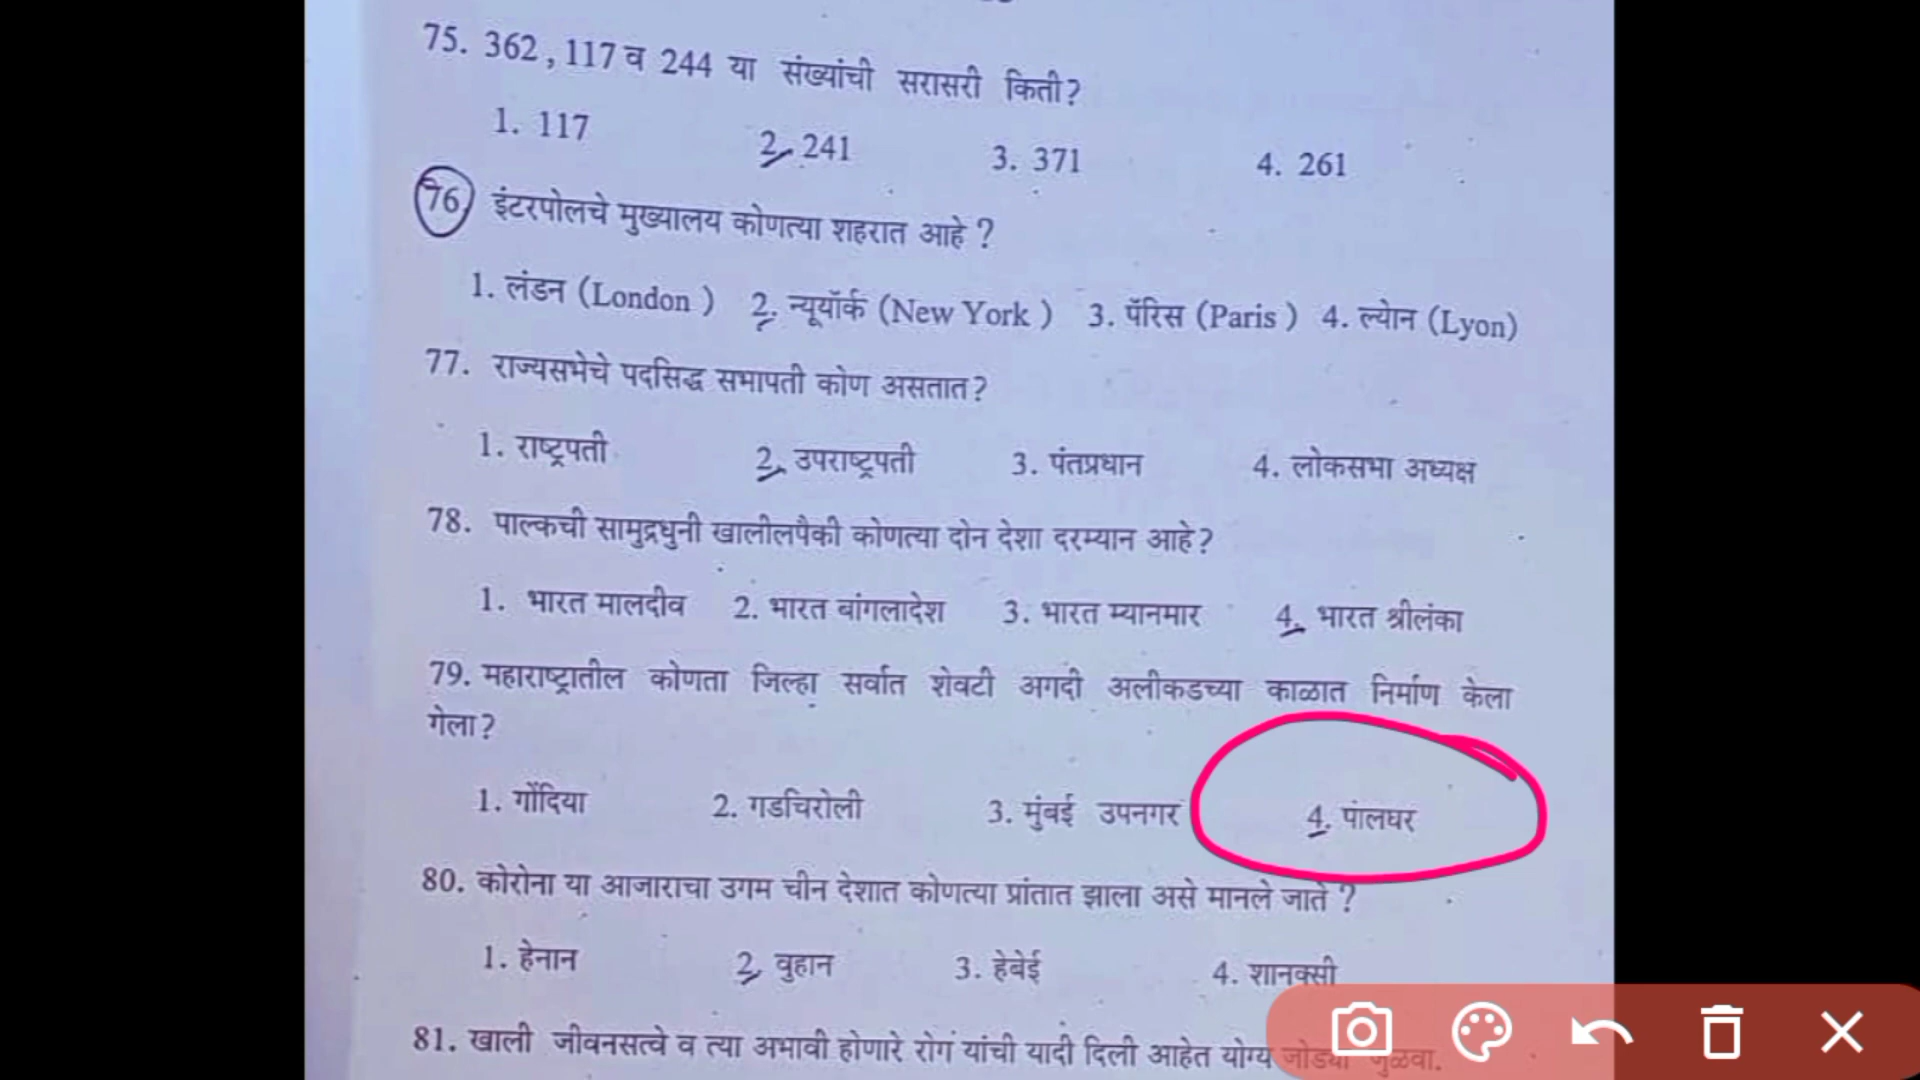 75. 362, 117 व 244 या संख्यांची सरासरी किती?
1. 117 2. 241 3. 371 4. 261
76. इंटरपोलचे मुख्यालय कोणत्या शहरात आहे ?
1. लंडन (London ) 2. न्यूयॉर्क (New York ) 3. पॅरिस (Paris ) 4. ल्योन (Lyon)
77. राज्यसभेचे पदसिद्ध सभापती कोण असतात?
1. राष्ट्रपती 2. उपराष्ट्रपती 3. पंतप्रधान 4. लोकसभा अध्यक्ष
78. पाल्कची सामुद्रधुनी खालीलपैकी कोणत्या दोन देशा दरम्यान आहे?
1. भारत मालदीव 2. भारत बांगलादेश 3. भारत म्यानमार 4. भारत श्रीलंका
79. महाराष्ट्रातील कोणता जिल्हा सर्वात शेवटी अगदी अलीकडच्या काळात निर्माण केला
गेला?
1. गोंदिया 2. गडचिरोली 3. मुंबई उपनगर 4. पालघर
80. कोरोना या आजाराचा उगम चीन देशात कोणत्या प्रांतात झाला असे मानले जाते ?
1. हेनान 2. वुहान 3. हेबेई 4. शानक्सी
81. खाली जीवनसत्वे व त्या अभावी होणारे रोग यांची यादी दिली आहेत योग्य जोड्या जुळवा.